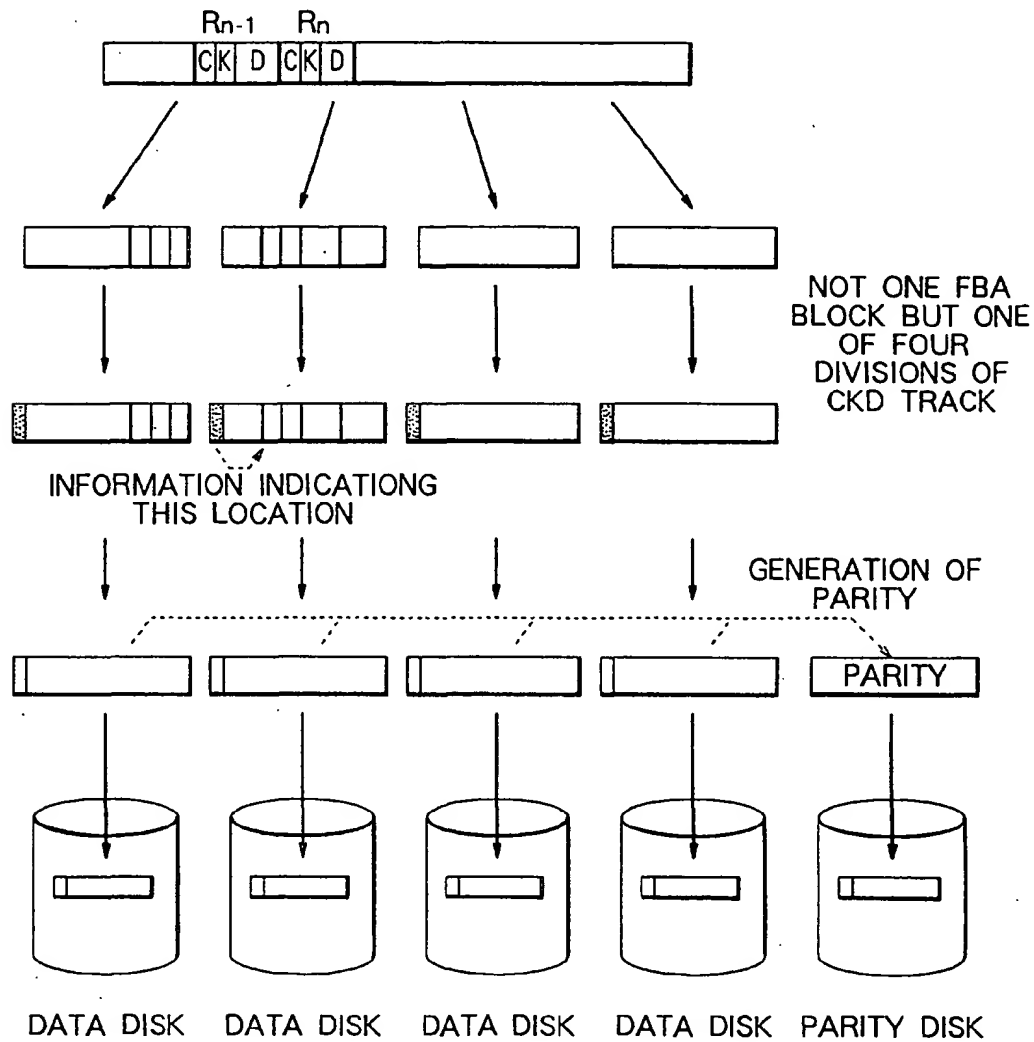 Rn-1 Rn
C K D C K D
NOT ONE FBA
BLOCK BUT ONE
OF FOUR
DIVISIONS OF
CKD TRACK
INFORMATION INDICATIONG
THIS LOCATION
GENERATION OF
PARITY
PARITY
DATA DISK DATA DISK DATA DISK DATA DISK PARITY DISK